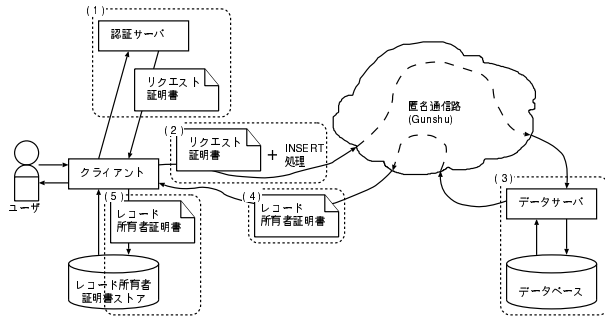 (1)
認証サーバ
リクエスト
証明書
(2)
リクエスト
証明書
+
INSERT
処理
匿名通信路
(Gunshu)
クライアント
ユーザ
(3)
データサーバ
データベース
(4)
レコード
所有者証明書
(5)
レコード
所有者証明書
レコード所有者
証明書ストア